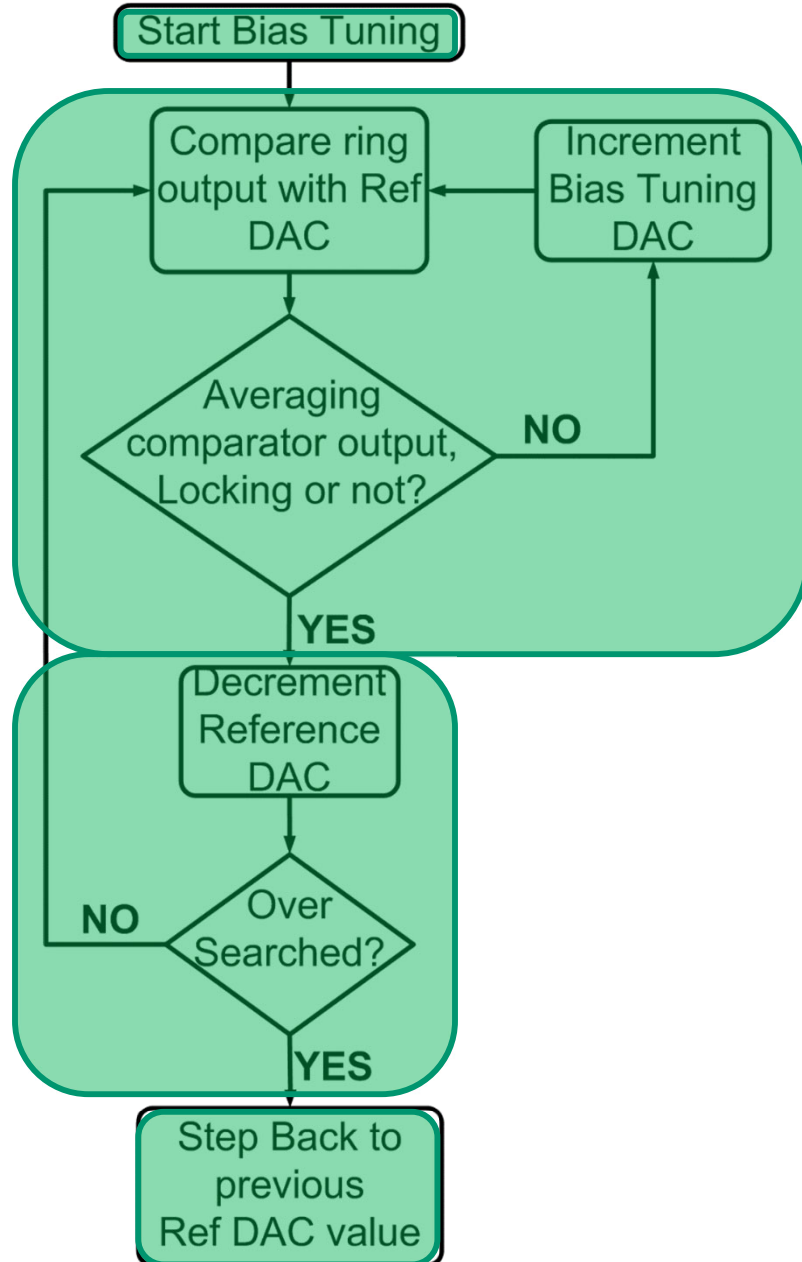 Start Bias Tuning
Compare ring
output with Ref
DAC
Increment
Bias Tuning
DAC
Averaging
comparator output,
Locking or not?
NO
YES
Decrement
Reference
DAC
NO
Over
Searched?
YES
Step Back to
previous
Ref DAC value